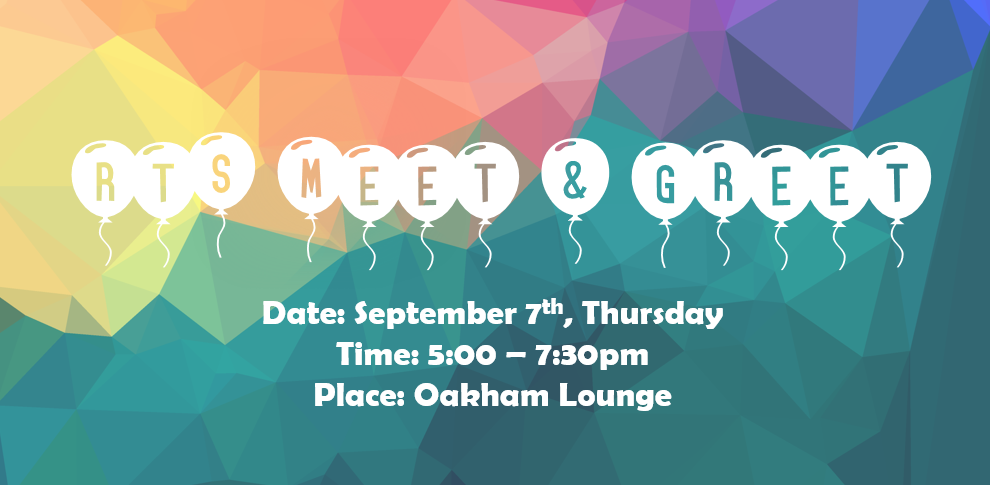 RTS MEET & GREET
Date: September 7th, Thursday
Time: 5:00 – 7:30pm
Place: Oakham Lounge